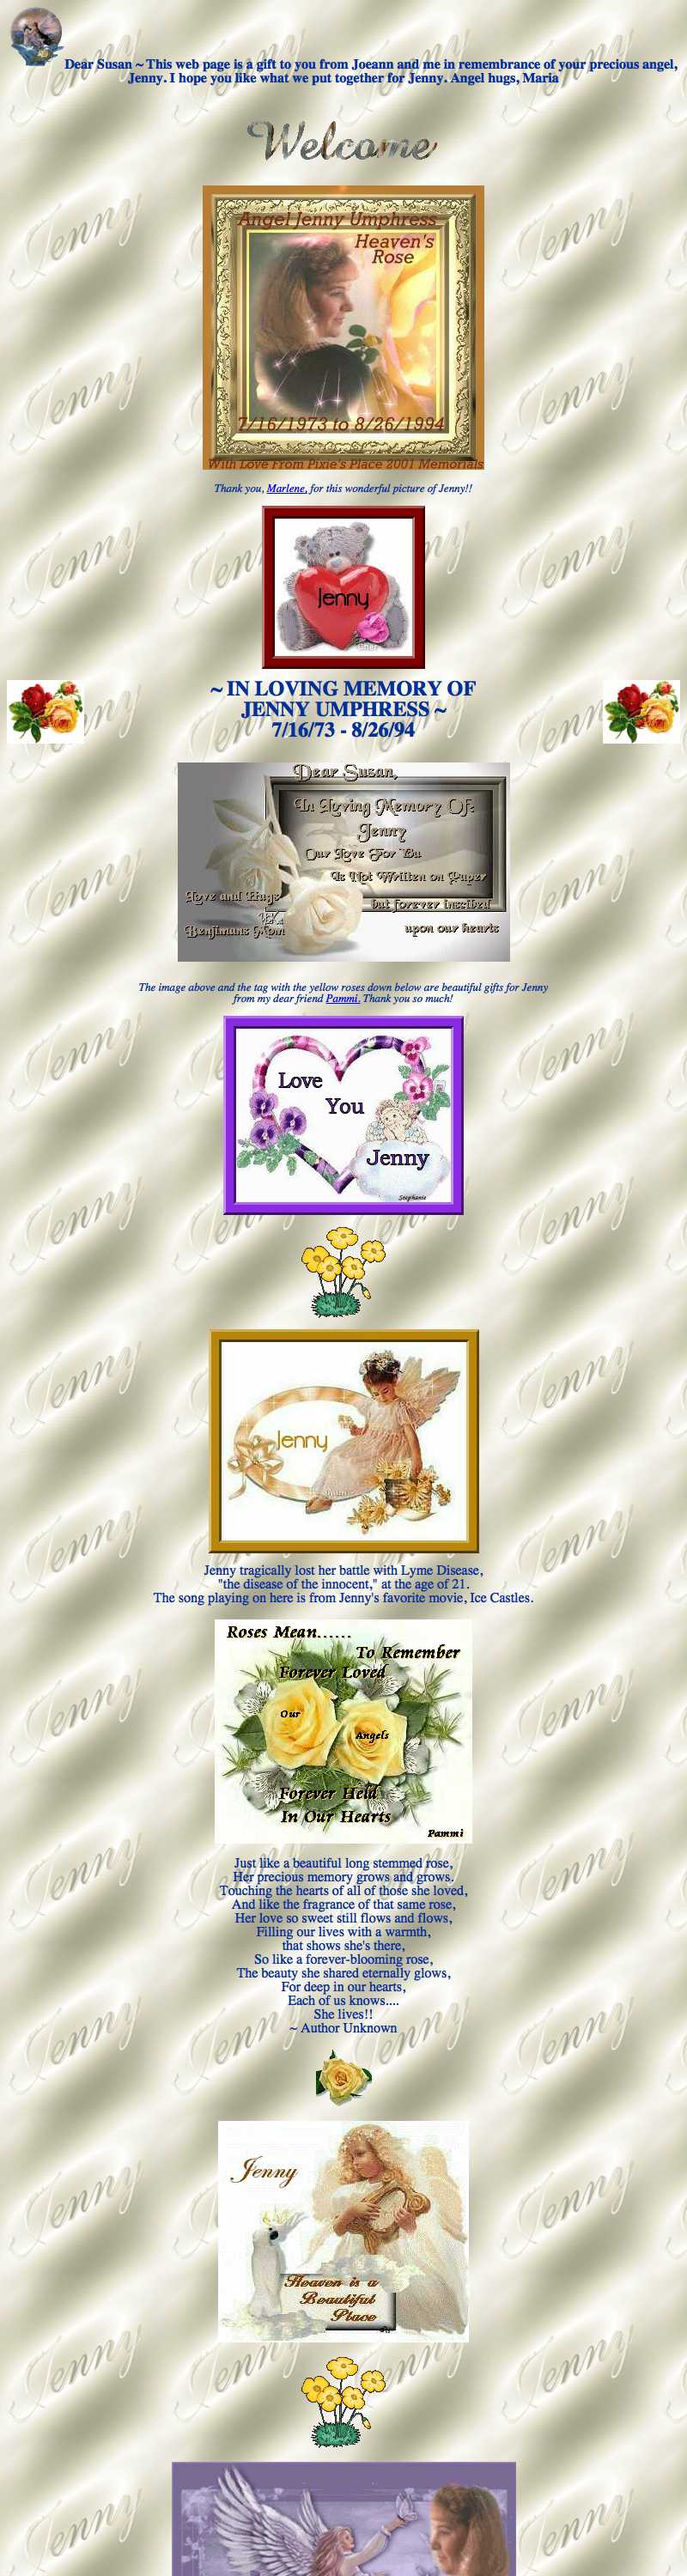 Dear Susan ~ This web page is a gift to you from Joeann and me in remembrance of your precious angel,
Jenny. I hope you like what we put together for Jenny. Angel hugs, Maria
Welcome
Angel Jenny Umphress
Heaven's
Rose
7/16/1973 to 8/26/1994
With Love From Pixie's Place 2001 Memorials
Thank you, Marlene, for this wonderful picture of Jenny!!
Jenny
~ IN LOVING MEMORY OF
JENNY UMPHRESS ~
7/16/73 - 8/26/94
Dear Susan,
In Loving Memory Of:
Jenny
Our Love For You
Is Not Written on Paper
but forever inscibed
upon our hearts
Love and Hugs
Benjimans Mom
The image above and the tag with the yellow roses down below are beautiful gifts for Jenny
from my dear friend Pammi. Thank you so much!
Love
You
Jenny
Stephanie
Jenny
Jenny tragically lost her battle with Lyme Disease,
"the disease of the innocent," at the age of 21.
The song playing on here is from Jenny's favorite movie, Ice Castles.
Roses Mean......
To Remember
Forever Loved
Our
Angels
Forever Held
In Our Hearts
Pammi
Just like a beautiful long stemmed rose,
Her precious memory grows and grows.
Touching the hearts of all of those she loved,
And like the fragrance of that same rose,
Her love so sweet still flows and flows,
Filling our lives with a warmth,
that shows she's there,
So like a forever-blooming rose,
The beauty she shared eternally glows,
For deep in our hearts,
Each of us knows....
She lives!!
~ Author Unknown
Jenny
Heaven is a
Beautiful
Place